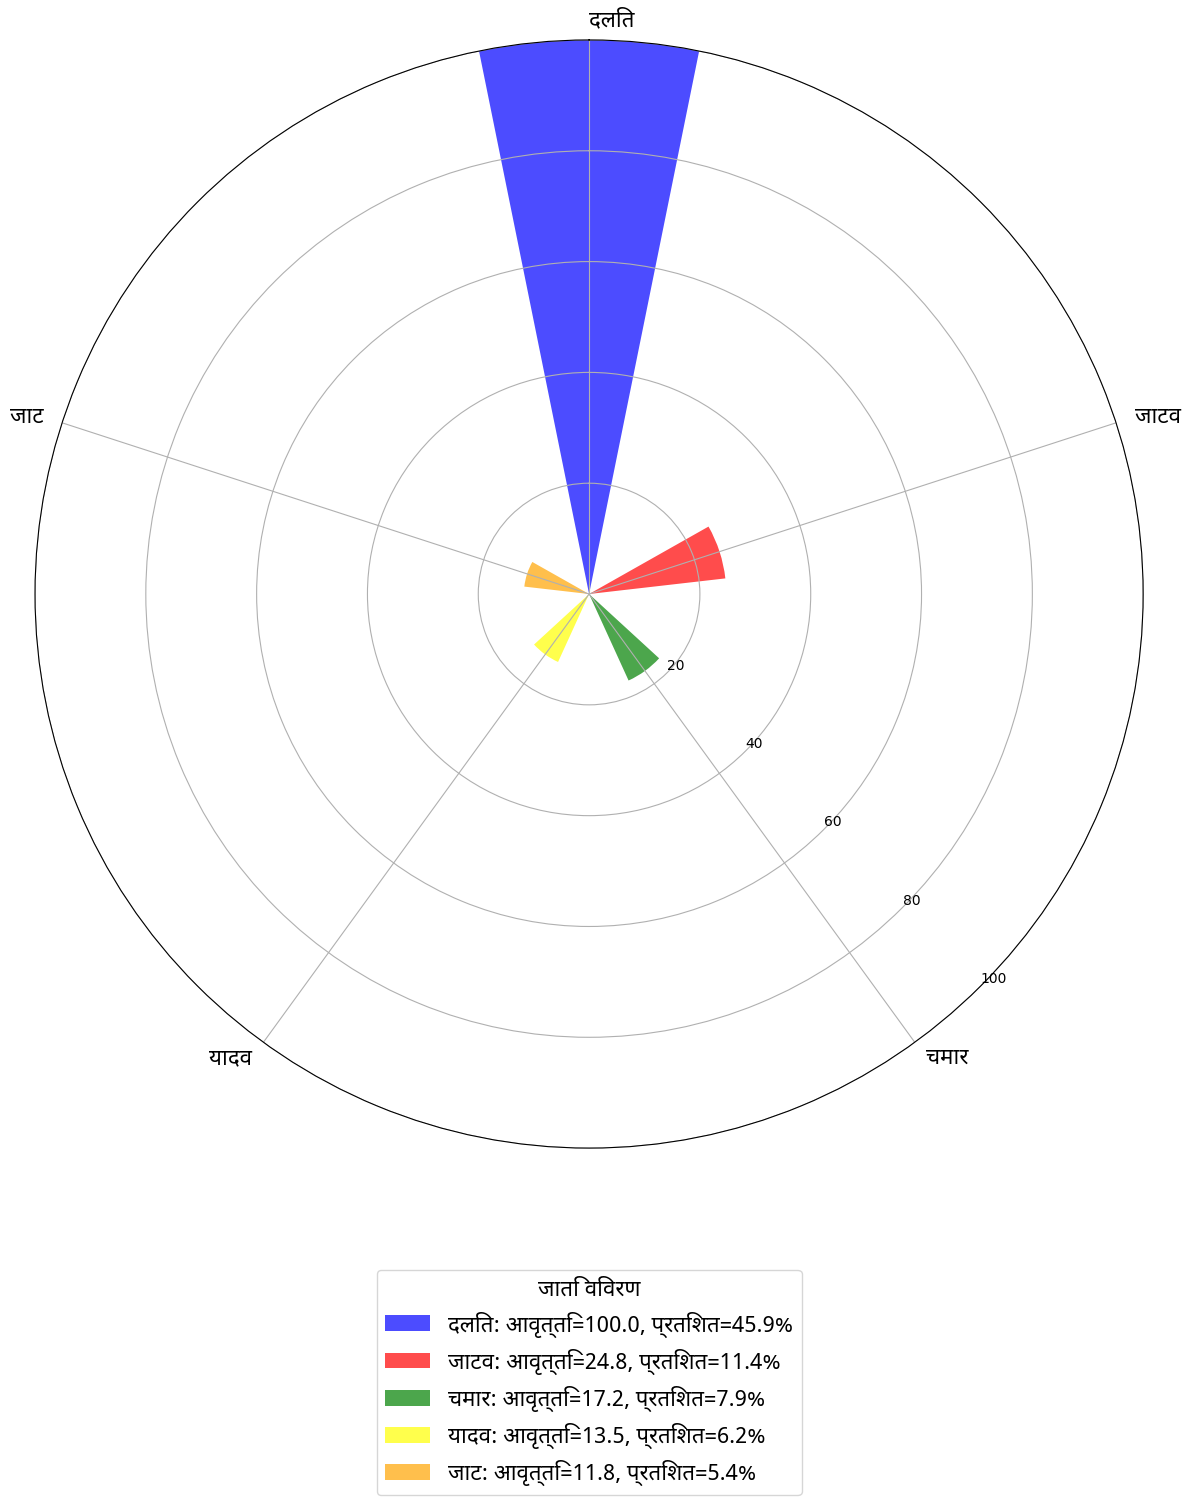 दलित
जाट
जाटव
20
40
60
80
100
यादव
चमार
जाति विवरण
दलित: आवृत्ति=100.0, प्रतिशत=45.9%
जाटव: आवृत्ति=24.8, प्रतिशत=11.4%
चमार: आवृत्ति=17.2, प्रतिशत=7.9%
यादव: आवृत्ति=13.5, प्रतिशत=6.2%
जाट: आवृत्ति=11.8, प्रतिशत=5.4%